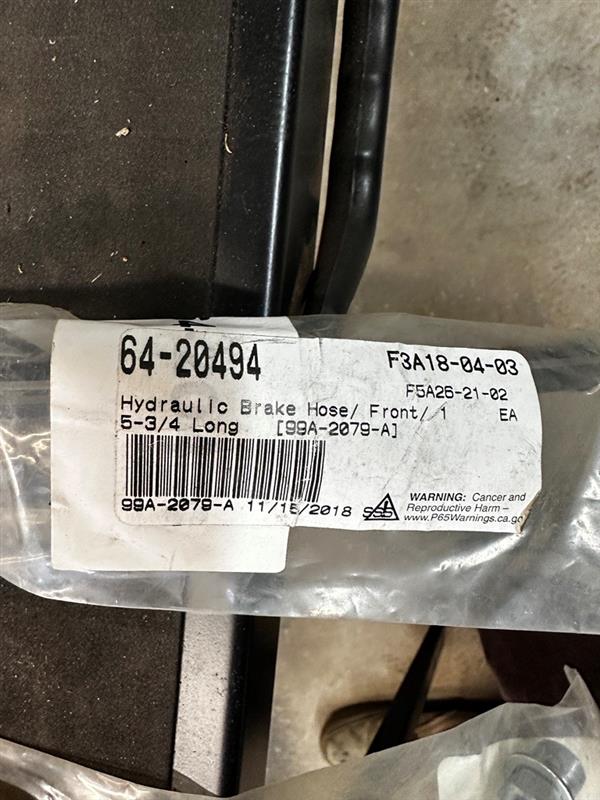 64-20494
F3A18-04-03
F5A26-21-02
Hydraulic Brake Hose/ Front/ 1 EA
5-3/4 Long [99A-2079-A]
99A-2079-A 11/15/2018
WARNING: Cancer and
Reproductive Harm –
www.P65Warnings.ca.go